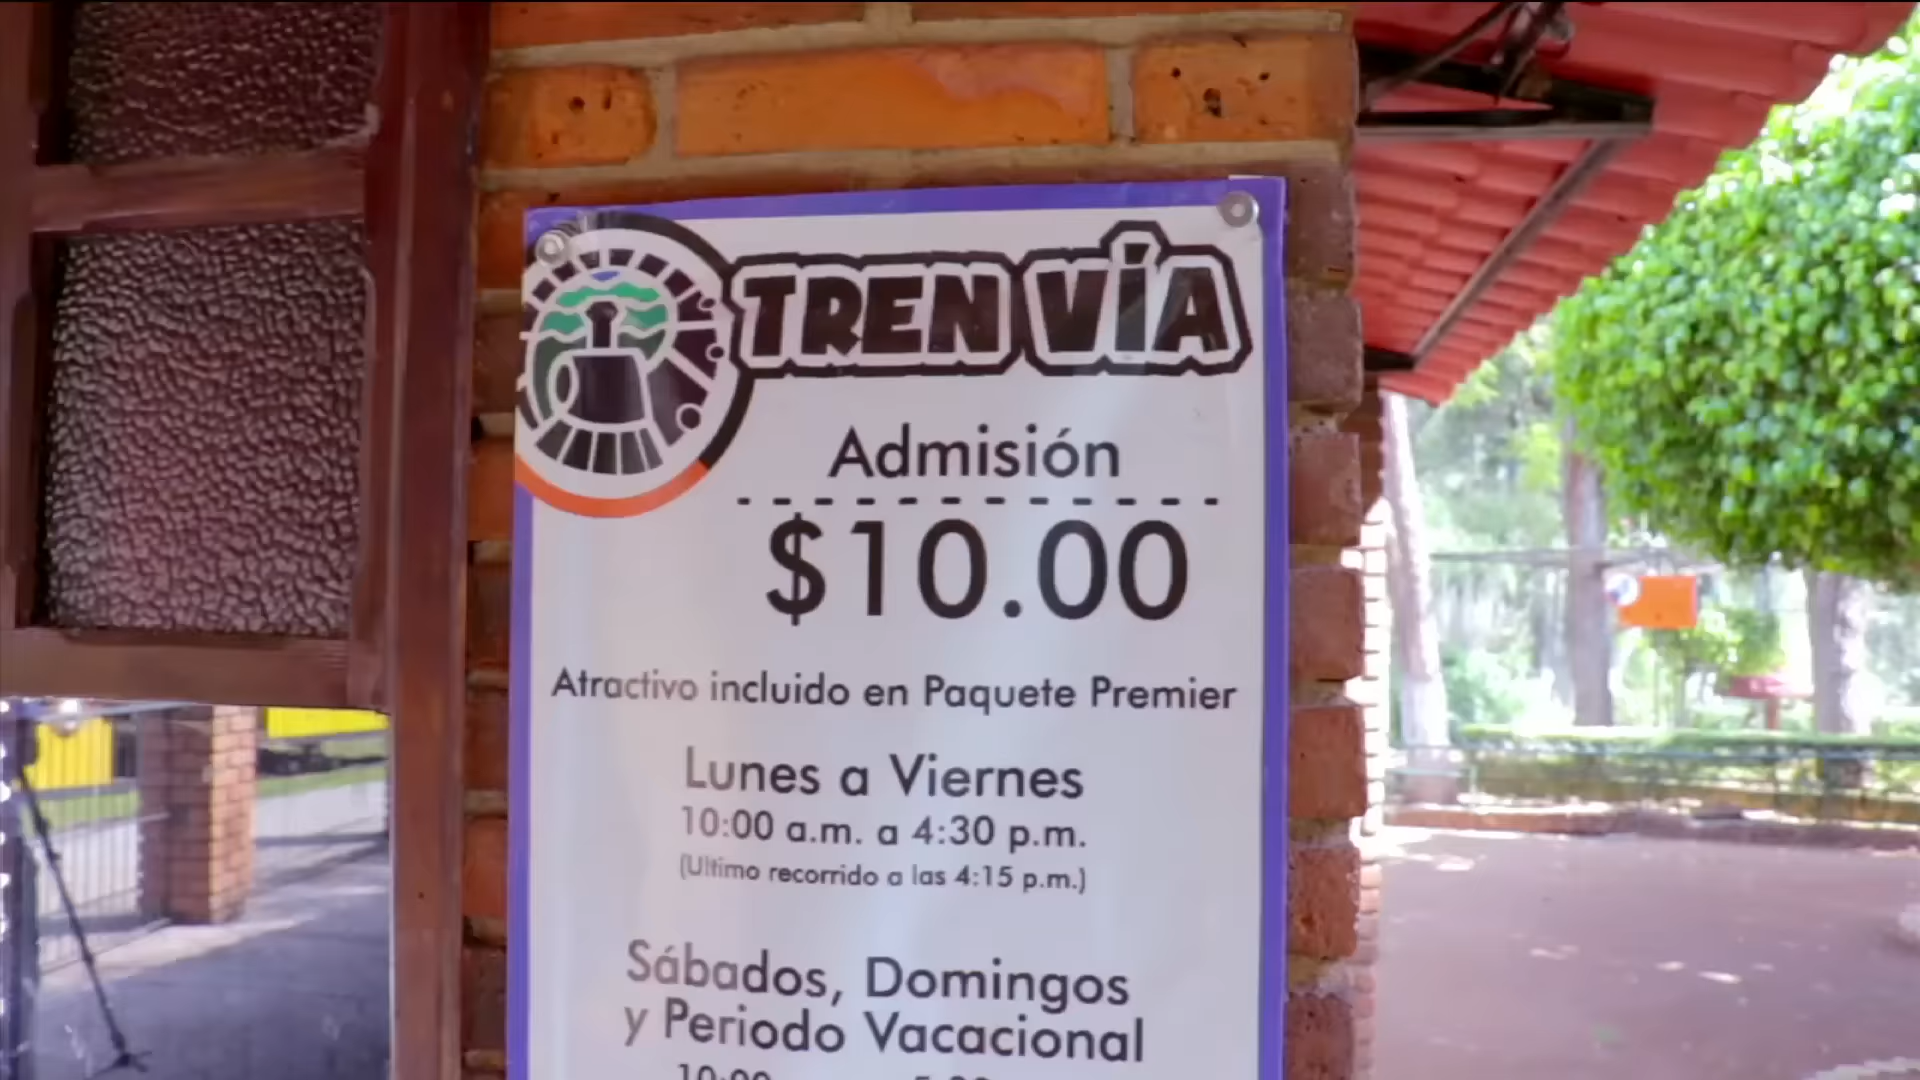 TREN VÍA
Admisión
$10.00
Atractivo incluido en Paquete Premier
Lunes a Viernes
10:00 a.m. a 4:30 p.m.
(Ultimo recorrido a las 4:15 p.m.)
Sábados, Domingos
y Periodo Vacacional